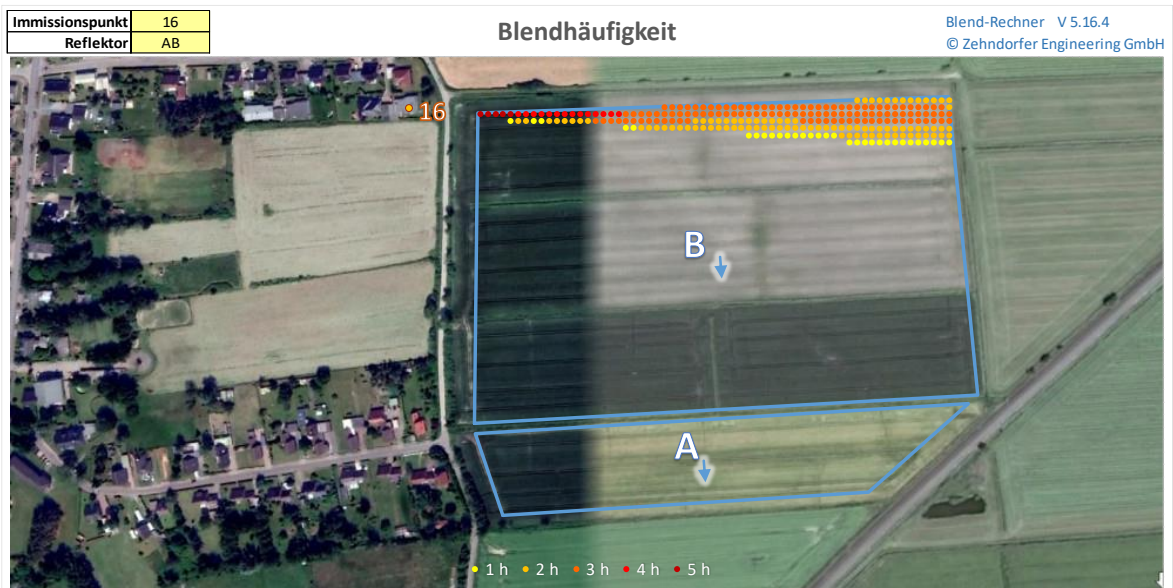 Immissionspunkt 16
Reflektor AB
Blendhäufigkeit
Blend-Rechner V 5.16.4
© Zehndorfer Engineering GmbH
16
B
A
1 h 2 h 3 h 4 h 5 h